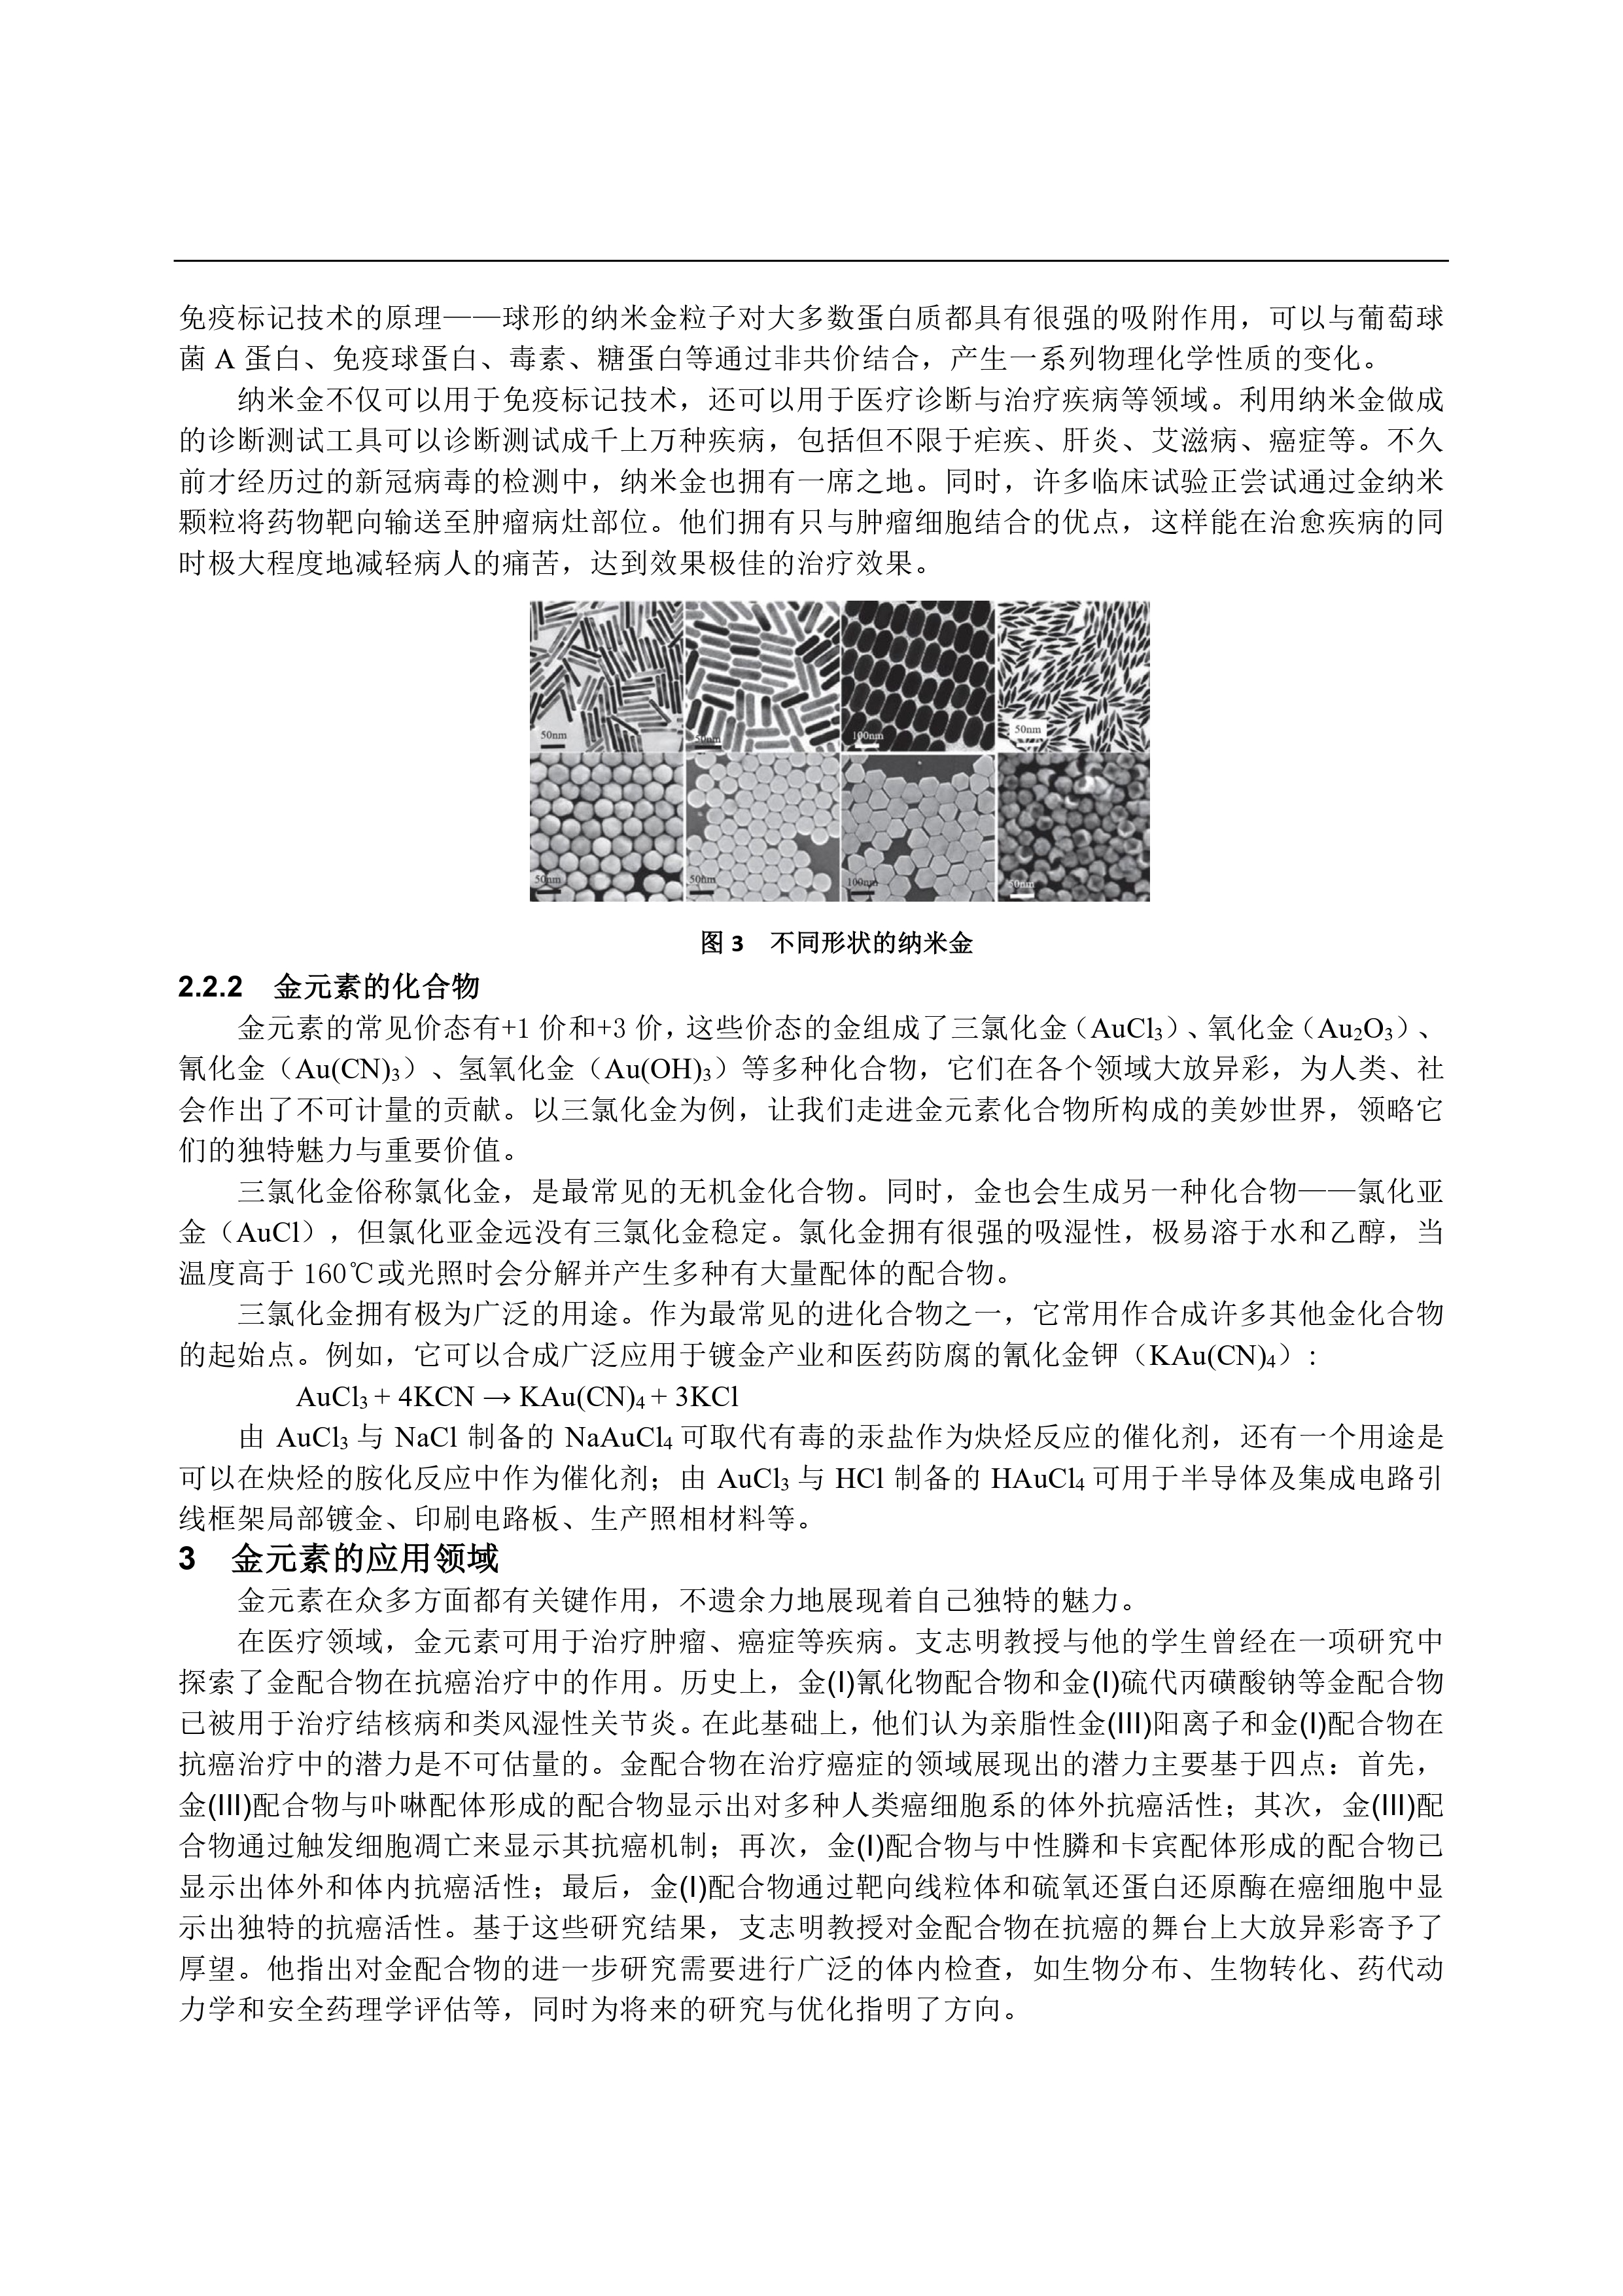 免疫标记技术的原理——球形的纳米金粒子对大多数蛋白质都具有很强的吸附作用，可以与葡萄球
菌 A 蛋白、免疫球蛋白、毒素、糖蛋白等通过非共价结合，产生一系列物理化学性质的变化。
纳米金不仅可以用于免疫标记技术，还可以用于医疗诊断与治疗疾病等领域。利用纳米金做成
的诊断测试工具可以诊断测试成千上万种疾病，包括但不限于疟疾、肝炎、艾滋病、癌症等。不久
前才经历过的新冠病毒的检测中，纳米金也拥有一席之地。同时，许多临床试验正尝试通过金纳米
颗粒将药物靶向输送至肿瘤病灶部位。他们拥有只与肿瘤细胞结合的优点，这样能在治愈疾病的同
时极大程度地减轻病人的痛苦，达到效果极佳的治疗效果。
50nm 50nm 100nm 50nm
50nm 50nm 100nm 50nm
图 3 不同形状的纳米金
2.2.2 金元素的化合物
金元素的常见价态有+1 价和+3 价，这些价态的金组成了三氯化金（AuCl₃）、氧化金（Au₂O₃）、
氰化金（Au(CN)₃）、氢氧化金（Au(OH)₃）等多种化合物，它们在各个领域大放异彩，为人类、社
会作出了不可计量的贡献。以三氯化金为例，让我们走进金元素化合物所构成的美妙世界，领略它
们的独特魅力与重要价值。
三氯化金俗称氯化金，是最常见的无机金化合物。同时，金也会生成另一种化合物——氯化亚
金（AuCl），但氯化亚金远没有三氯化金稳定。氯化金拥有很强的吸湿性，极易溶于水和乙醇，当
温度高于 160℃或光照时会分解并产生多种有大量配体的配合物。
三氯化金拥有极为广泛的用途。作为最常见的进化合物之一，它常用作合成许多其他金化合物
的起始点。例如，它可以合成广泛应用于镀金产业和医药防腐的氰化金钾（KAu(CN)₄）：
AuCl₃ + 4KCN → KAu(CN)₄ + 3KCl
由 AuCl₃ 与 NaCl 制备的 NaAuCl₄ 可取代有毒的汞盐作为炔烃反应的催化剂，还有一个用途是
可以在炔烃的胺化反应中作为催化剂；由 AuCl₃ 与 HCl 制备的 HAuCl₄ 可用于半导体及集成电路引
线框架局部镀金、印刷电路板、生产照相材料等。
3 金元素的应用领域
金元素在众多方面都有关键作用，不遗余力地展现着自己独特的魅力。
在医疗领域，金元素可用于治疗肿瘤、癌症等疾病。支志明教授与他的学生曾经在一项研究中
探索了金配合物在抗癌治疗中的作用。历史上，金(I)氰化物配合物和金(I)硫代丙磺酸钠等金配合物
已被用于治疗结核病和类风湿性关节炎。在此基础上，他们认为亲脂性金(III)阳离子和金(I)配合物在
抗癌治疗中的潜力是不可估量的。金配合物在治疗癌症的领域展现出的潜力主要基于四点：首先，
金(III)配合物与卟啉配体形成的配合物显示出对多种人类癌细胞系的体外抗癌活性；其次，金(III)配
合物通过触发细胞凋亡来显示其抗癌机制；再次，金(I)配合物与中性膦和卡宾配体形成的配合物已
显示出体外和体内抗癌活性；最后，金(I)配合物通过靶向线粒体和硫氧还蛋白还原酶在癌细胞中显
示出独特的抗癌活性。基于这些研究结果，支志明教授对金配合物在抗癌的舞台上大放异彩寄予了
厚望。他指出对金配合物的进一步研究需要进行广泛的体内检查，如生物分布、生物转化、药代动
力学和安全药理学评估等，同时为将来的研究与优化指明了方向。